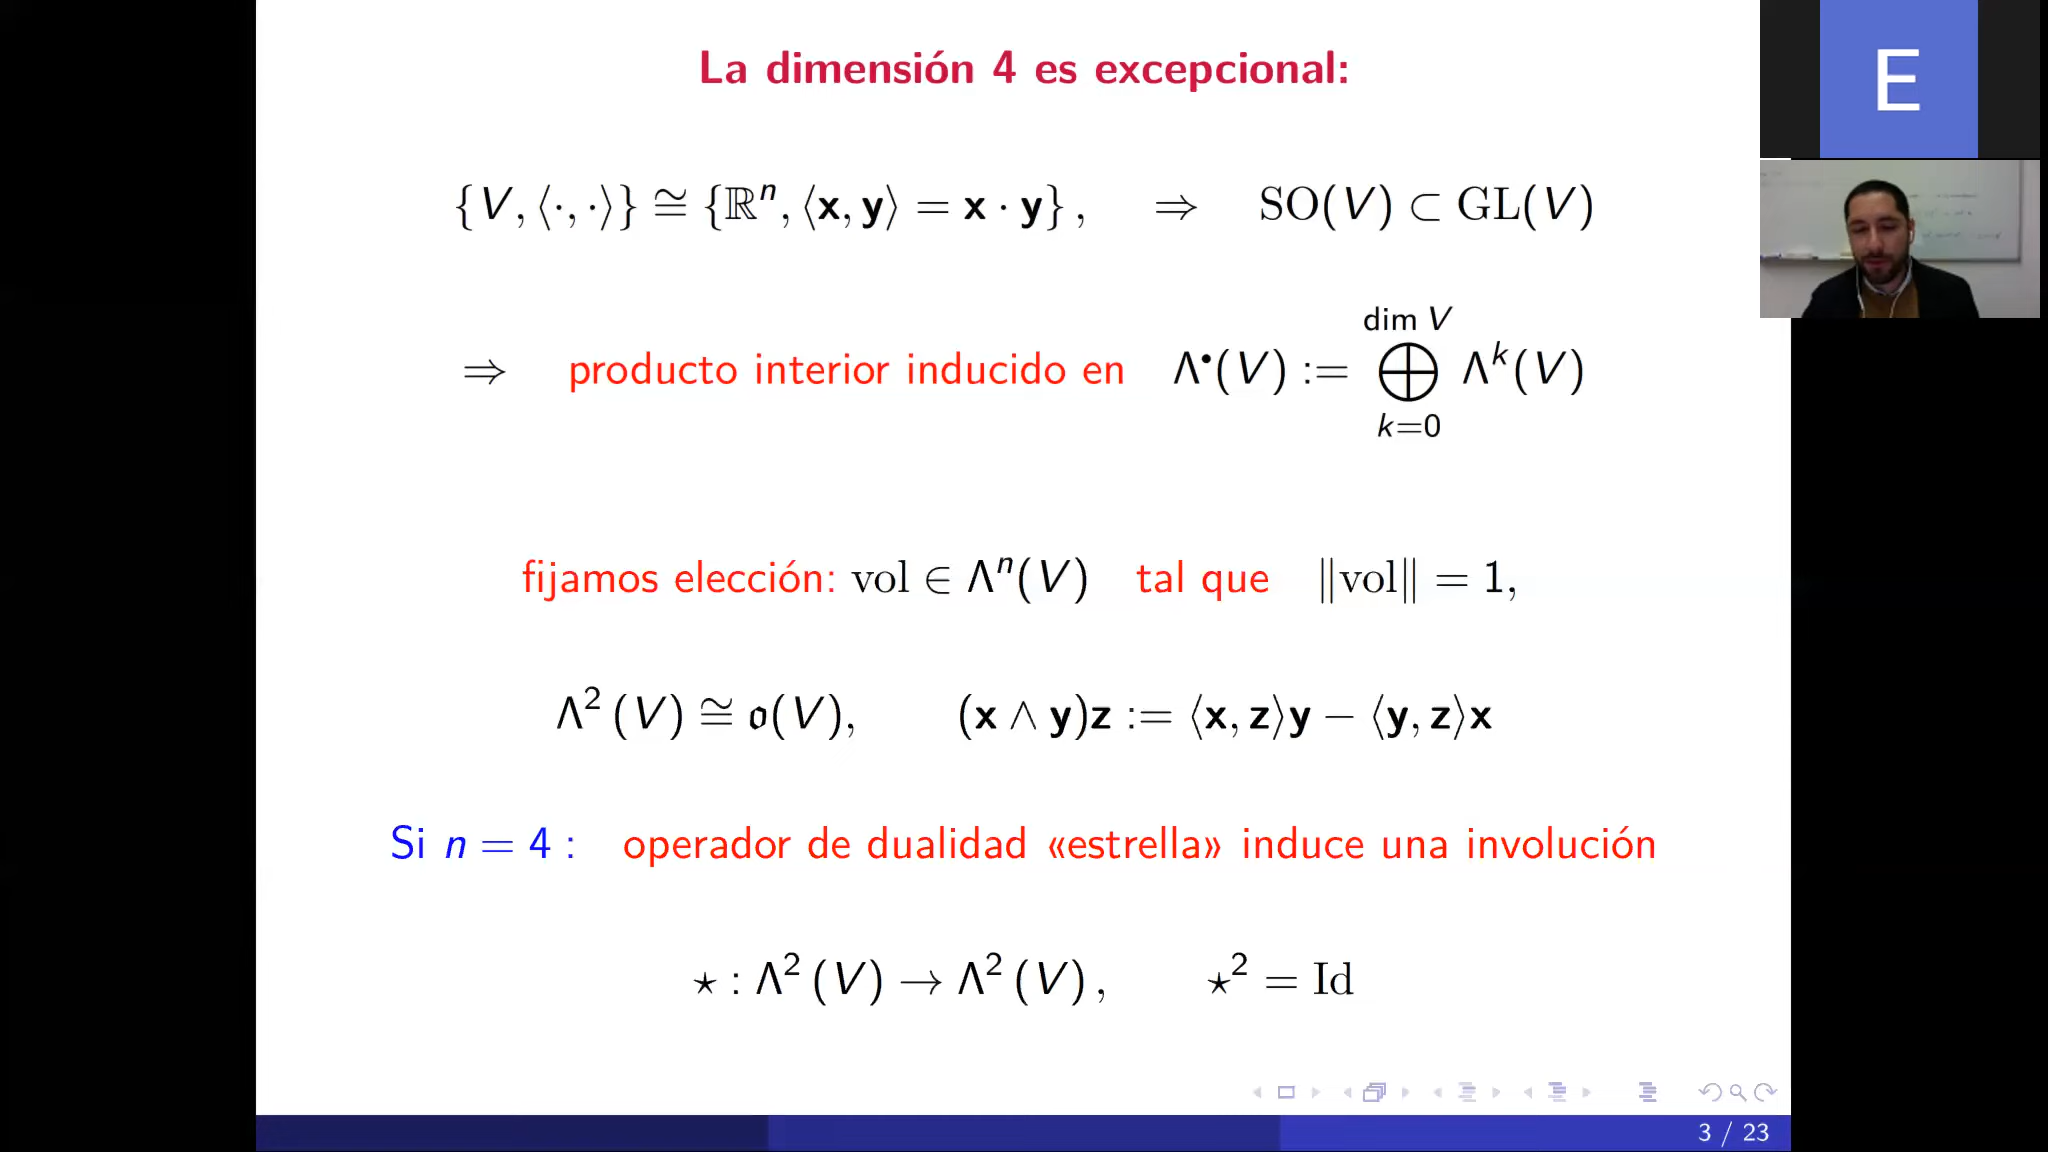 La dimensión 4 es excepcional:
E
{V, ⟨·, ·⟩} ≅ {ℝⁿ, ⟨x, y⟩ = x · y} , ⇒ SO(V) ⊂ GL(V)
⇒ producto interior inducido en Λ•(V) := ⊕_{k=0}^{dim V} Λᵏ(V)
fijamos elección: vol ∈ Λⁿ(V) tal que ‖vol‖ = 1,
Λ² (V) ≅ 𝔬(V), (x ∧ y)z := ⟨x, z⟩y − ⟨y, z⟩x
Si n = 4 : operador de dualidad «estrella» induce una involución
⋆ : Λ² (V) → Λ² (V) , ⋆² = Id
3 / 23